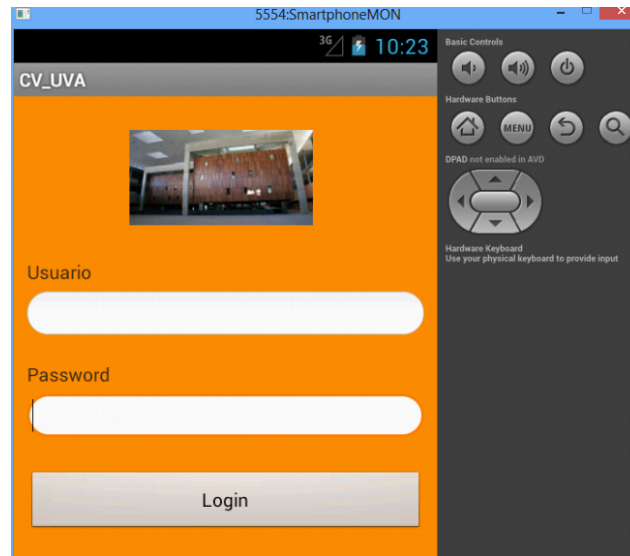 5554:SmartphoneMON
3G 10:23
CV_UVA
Usuario
Password
Login
Basic Controls
Hardware Buttons
MENU
DPAD not enabled in AVD
Hardware Keyboard
Use your physical keyboard to provide input